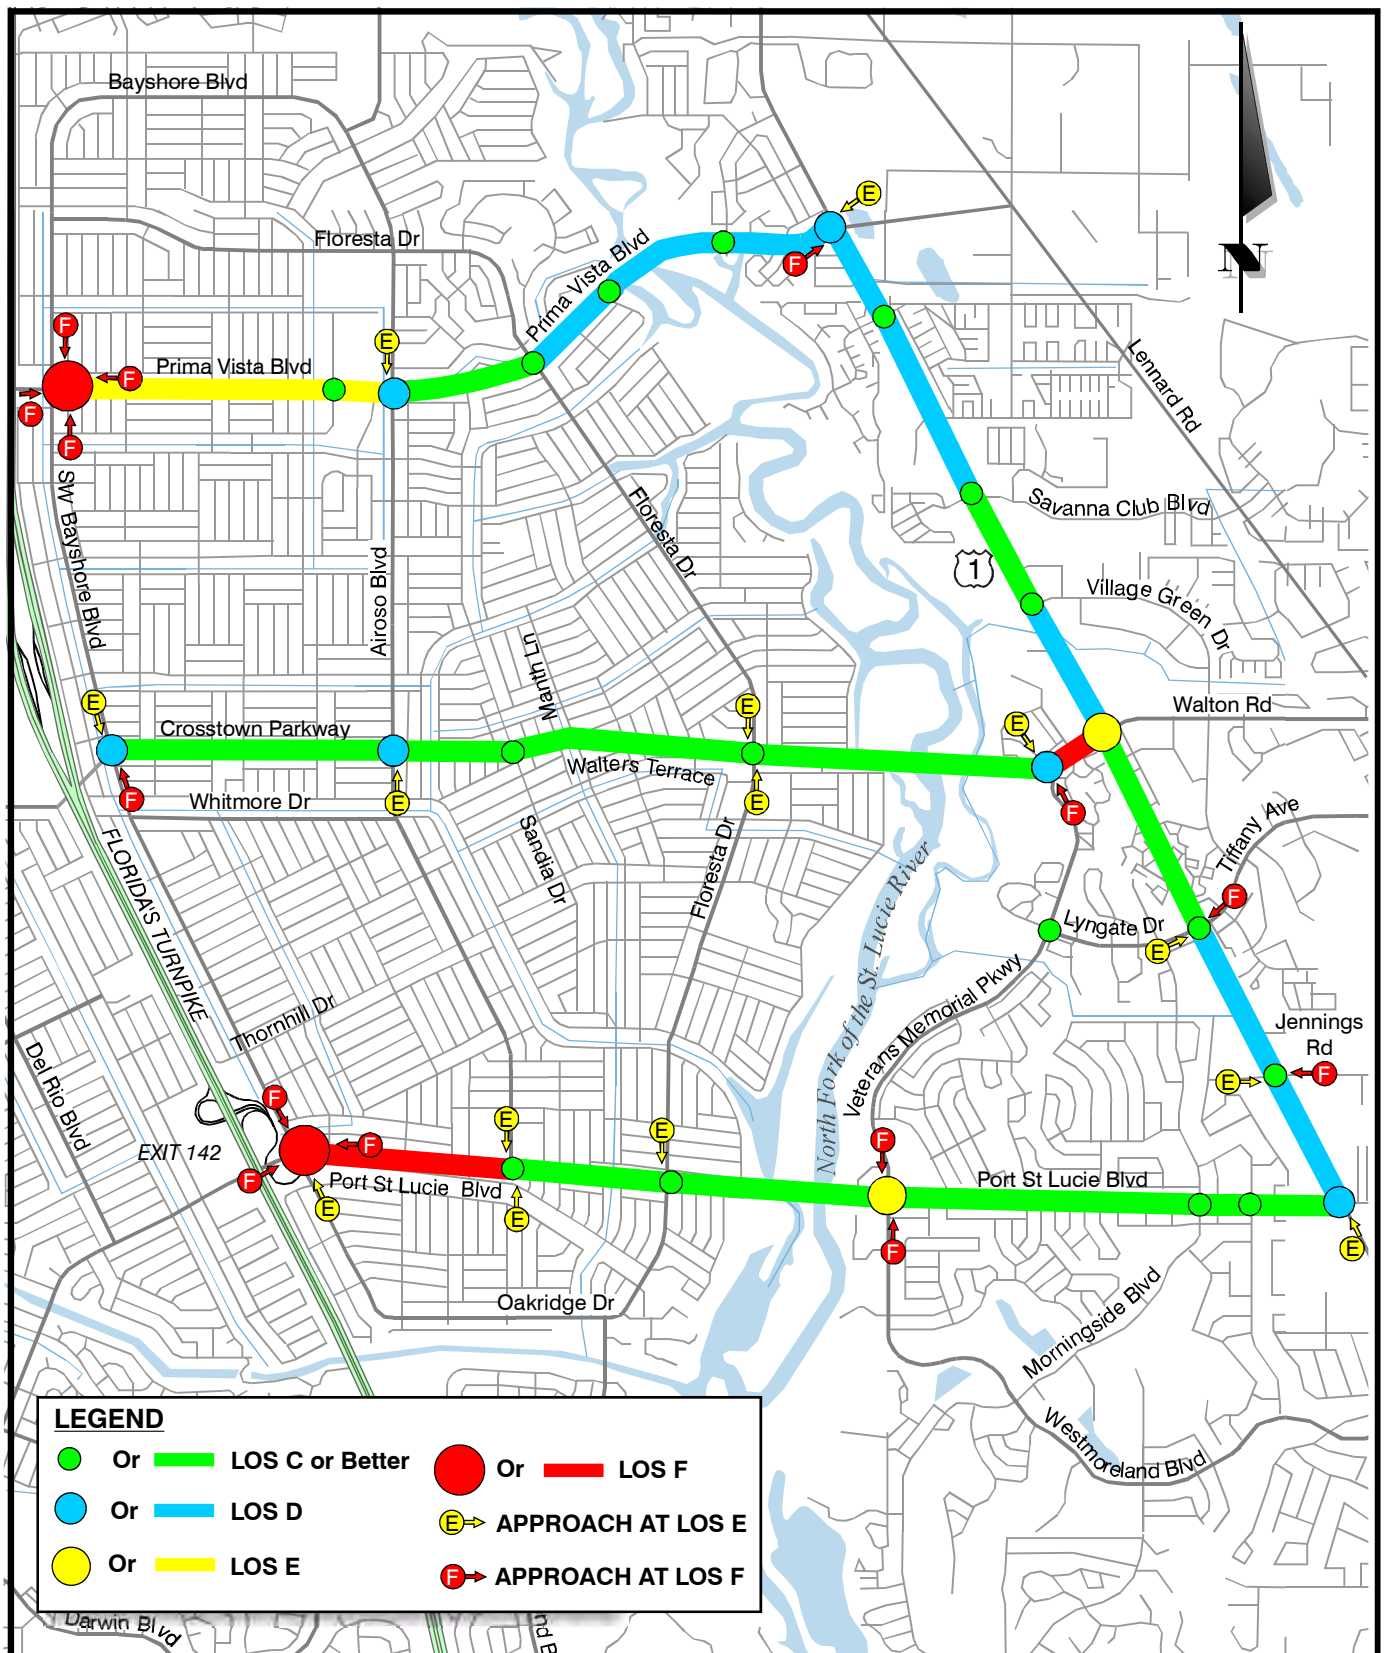 Bayshore Blvd
E
Floresta Dr
Prima Vista Blvd
F
N
F
E
Prima Vista Blvd
F
F
F
Lennard Rd
SW Bayshore Blvd
Floresta Dr
Savanna Club Blvd
Airoso Blvd
1
Village Green Dr
Manth Ln
E
E
Walton Rd
Crosstown Parkway
E
Walters Terrace
F
Whitmore Dr
E
E
F
Tiffany Ave
FLORIDA'S TURNPIKE
Sandia Dr
Floresta Dr
North Fork of the St. Lucie River
F
Lyngate Dr
E
Veterans Memorial Pkwy
Thornhill Dr
Jennings
Rd
Del Rio Blvd
E
F
F
E
E
F
EXIT 142
F
F
Port St Lucie Blvd
Port St Lucie Blvd
E
E
F
E
Oakridge Dr
Morningside Blvd
Westmoreland Blvd
LEGEND
Or LOS C or Better
Or LOS F
Or LOS D
E APPROACH AT LOS E
Or LOS E
F APPROACH AT LOS F
Darwin Blvd
nd B